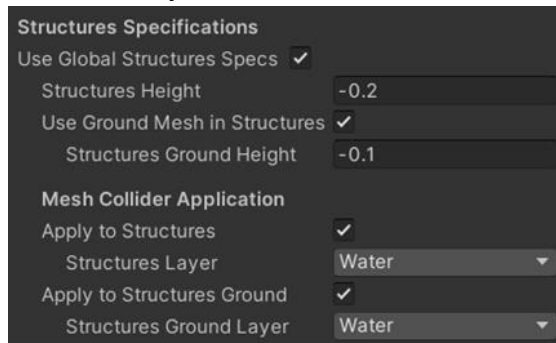 Structures Specifications
Use Global Structures Specs
Structures Height -0.2
Use Ground Mesh in Structures
Structures Ground Height -0.1
Mesh Collider Application
Apply to Structures
Structures Layer Water
Apply to Structures Ground
Structures Ground Layer Water